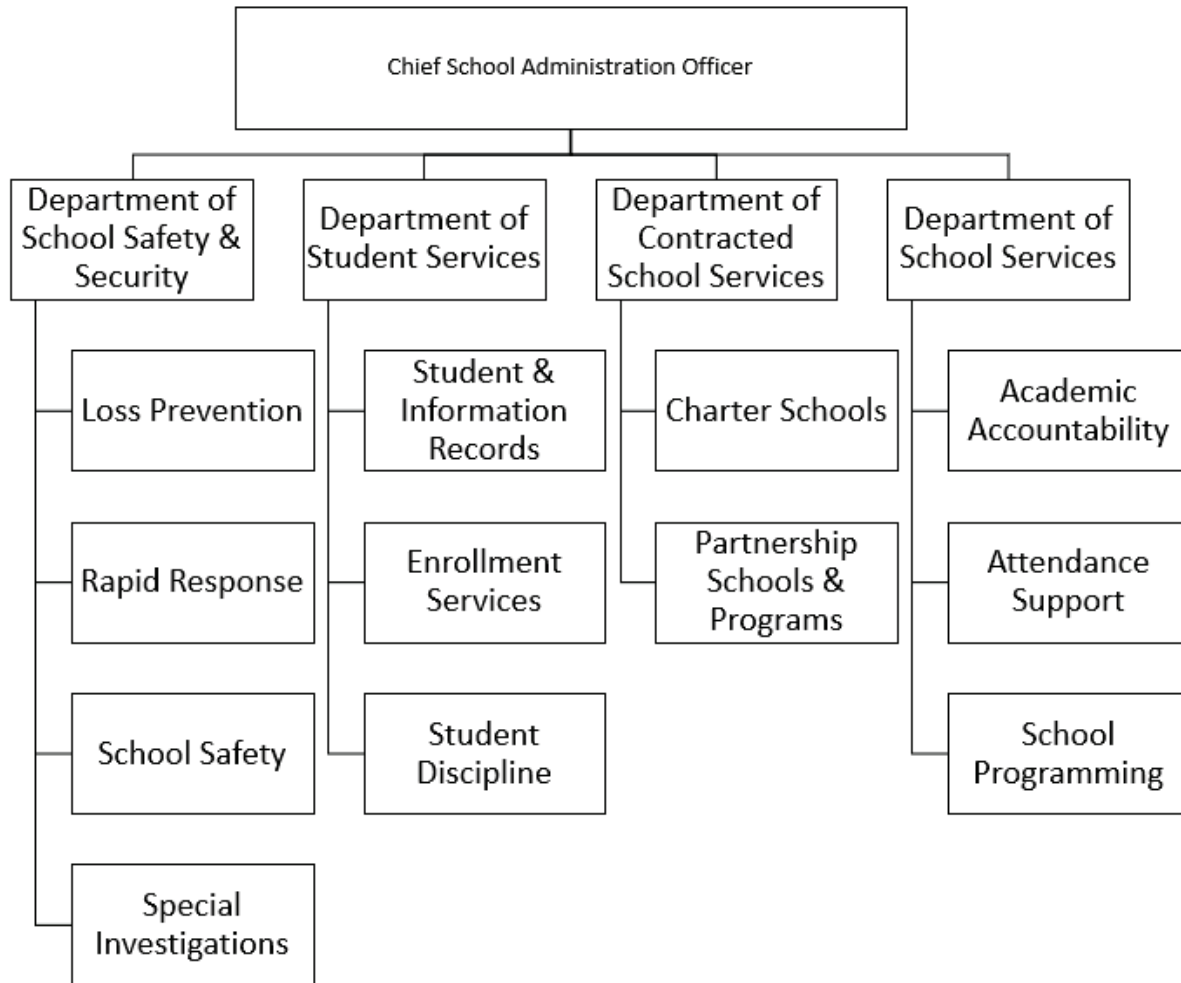 Chief School Administration Officer
Department of
School Safety &
Security
Department of
Student Services
Department of
Contracted
School Services
Department of
School Services
Loss Prevention
Rapid Response
School Safety
Special
Investigations
Student &
Information
Records
Enrollment
Services
Student
Discipline
Charter Schools
Partnership
Schools &
Programs
Academic
Accountability
Attendance
Support
School
Programming